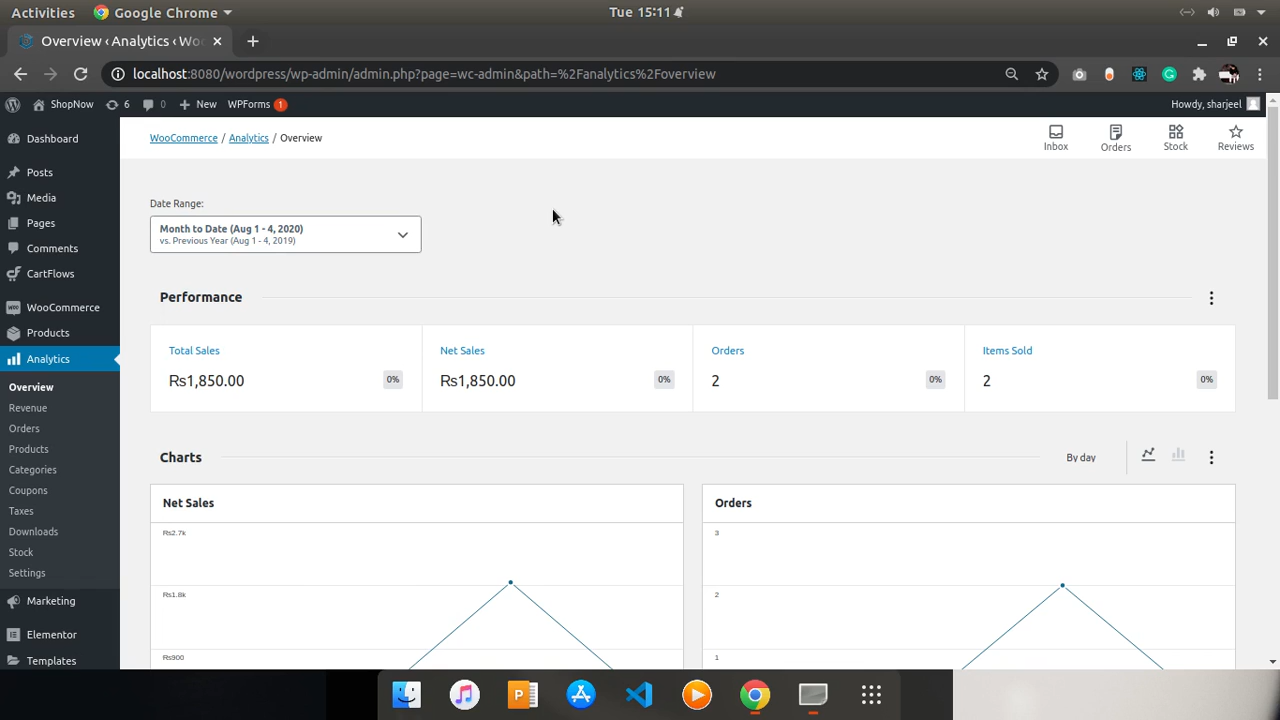 Activities
Google Chrome
Tue 15:11
Overview ‹ Analytics ‹ Woo
localhost:8080/wordpress/wp-admin/admin.php?page=wc-admin&path=%2Fanalytics%2Foverview
ShopNow
6
0
New
WPForms
1
Howdy, sharjeel
Dashboard
Posts
Media
Pages
Comments
CartFlows
WooCommerce
Products
Analytics
Overview
Revenue
Orders
Products
Categories
Coupons
Taxes
Downloads
Stock
Settings
Marketing
Elementor
Templates
WooCommerce / Analytics / Overview
Inbox
Orders
Stock
Reviews
Date Range:
Month to Date (Aug 1 - 4, 2020)
vs. Previous Year (Aug 1 - 4, 2019)
Performance
Total Sales
₨1,850.00
0%
Net Sales
₨1,850.00
0%
Orders
2
0%
Items Sold
2
0%
Charts
By day
Net Sales
₨2.7k
₨1.8k
₨900
Orders
3
2
1